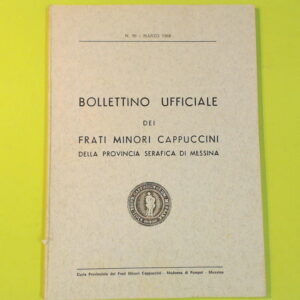 MARZO
BOLLETTINO UFFICIALE
DEI
FRATI MINORI CAPPUCCINI
DELLA PROVINCIA SERAFICA DI MESSINA
Curia Provinciale dei Frati Minori Cappuccini - Madonna di Pompei - Messina